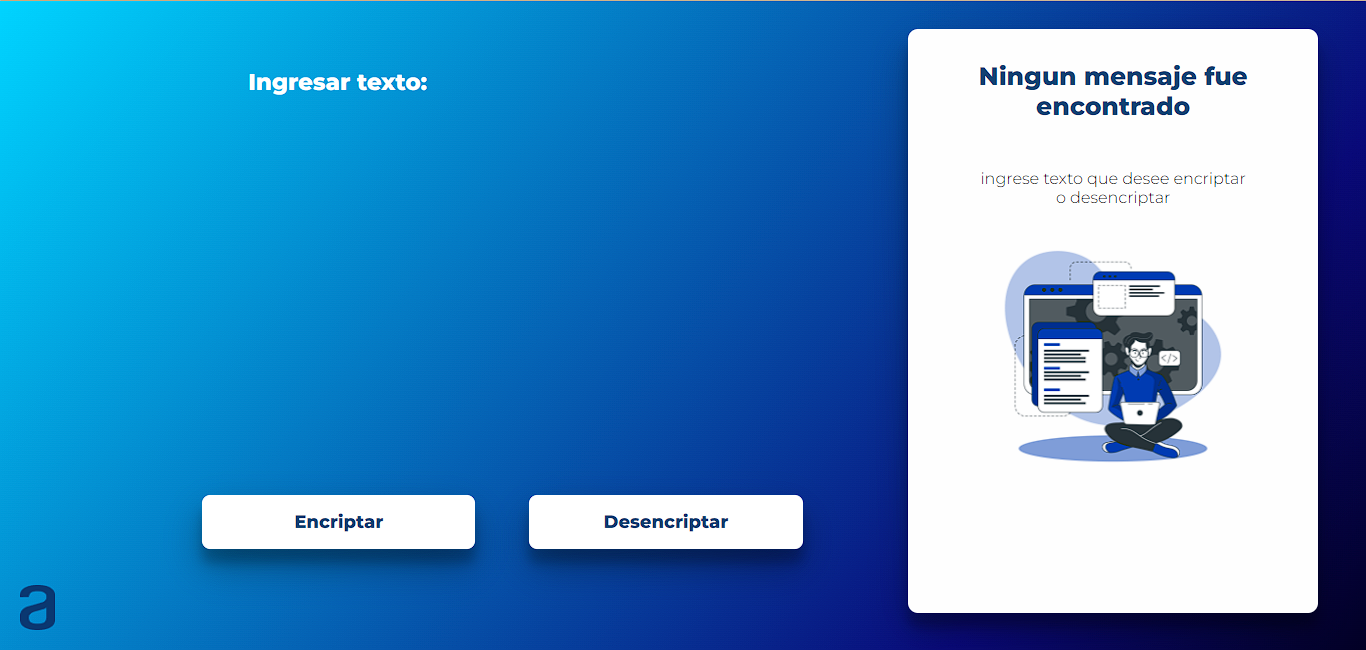 Ingresar texto:
Ningun mensaje fue
encontrado
ingrese texto que desee encriptar
o desencriptar
</>
Encriptar
Desencriptar
a